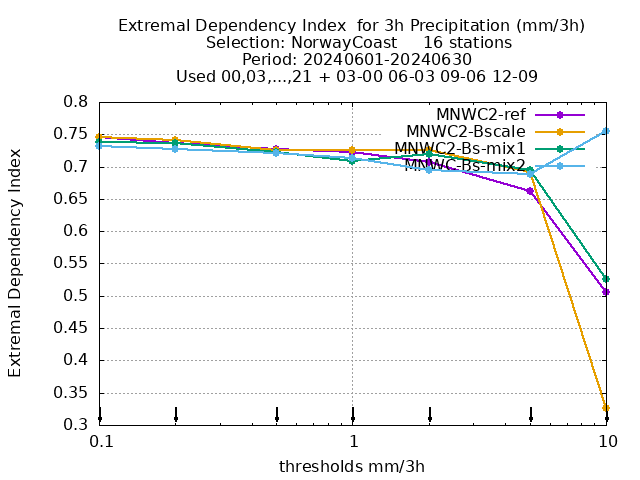 Extremal Dependency Index  for 3h Precipitation (mm/3h)
Selection: NorwayCoast     16 stations
Period: 20240601-20240630
Used 00,03,...,21 + 03-00 06-03 09-06 12-09
Extremal Dependency Index
0.8
0.75
0.7
0.65
0.6
0.55
0.5
0.45
0.4
0.35
0.3
MNWC2-ref
MNWC2-Bscale
MNWC2-Bs-mix1
MNWC-Bs-mix2
0.1
1
10
thresholds mm/3h